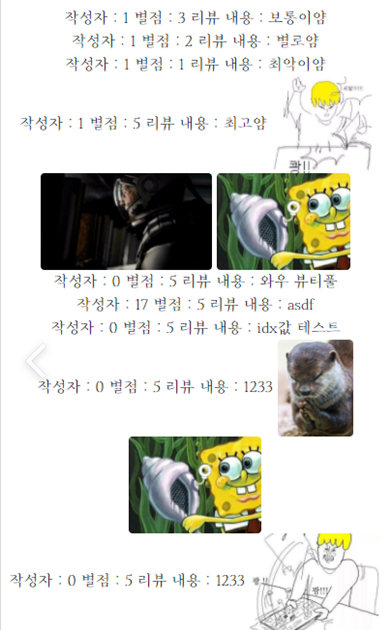 작성자 : 1 별점 : 3 리뷰 내용 : 보통이얌
작성자 : 1 별점 : 2 리뷰 내용 : 별로얌
작성자 : 1 별점 : 1 리뷰 내용 : 최악이얌
작성자 : 1 별점 : 5 리뷰 내용 : 최고얌
쾅!!
작성자 : 0 별점 : 5 리뷰 내용 : 와우 뷰티풀
작성자 : 17 별점 : 5 리뷰 내용 : asdf
작성자 : 0 별점 : 5 리뷰 내용 : idx값 테스트
작성자 : 0 별점 : 5 리뷰 내용 : 1233
작성자 : 0 별점 : 5 리뷰 내용 : 1233
쾅!!
쾅!!!